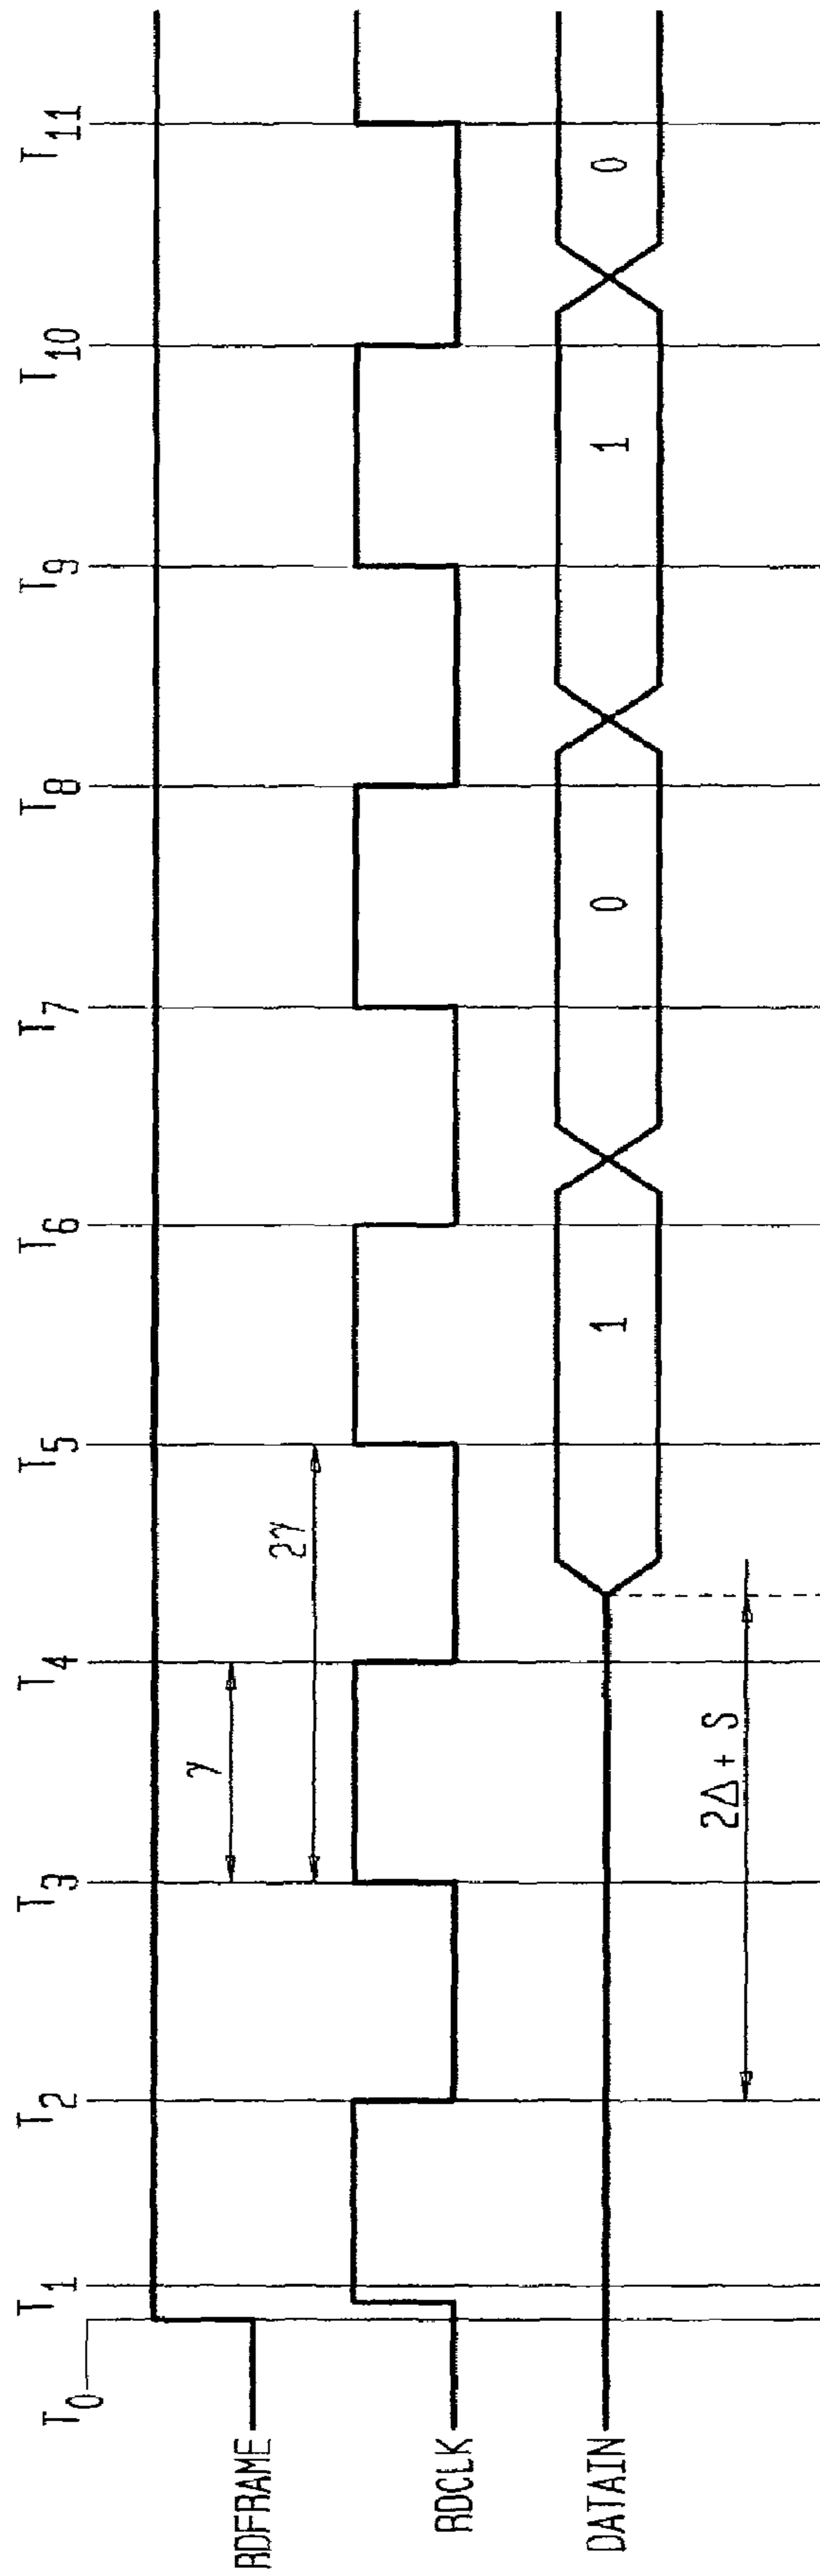 T0 T1 T2 T3 T4 T5 T6 T7 T8 T9 T10 T11
RDFRAME
γ
2γ
RDCLK
DATAIN
1 0 1 0
2Δ + S